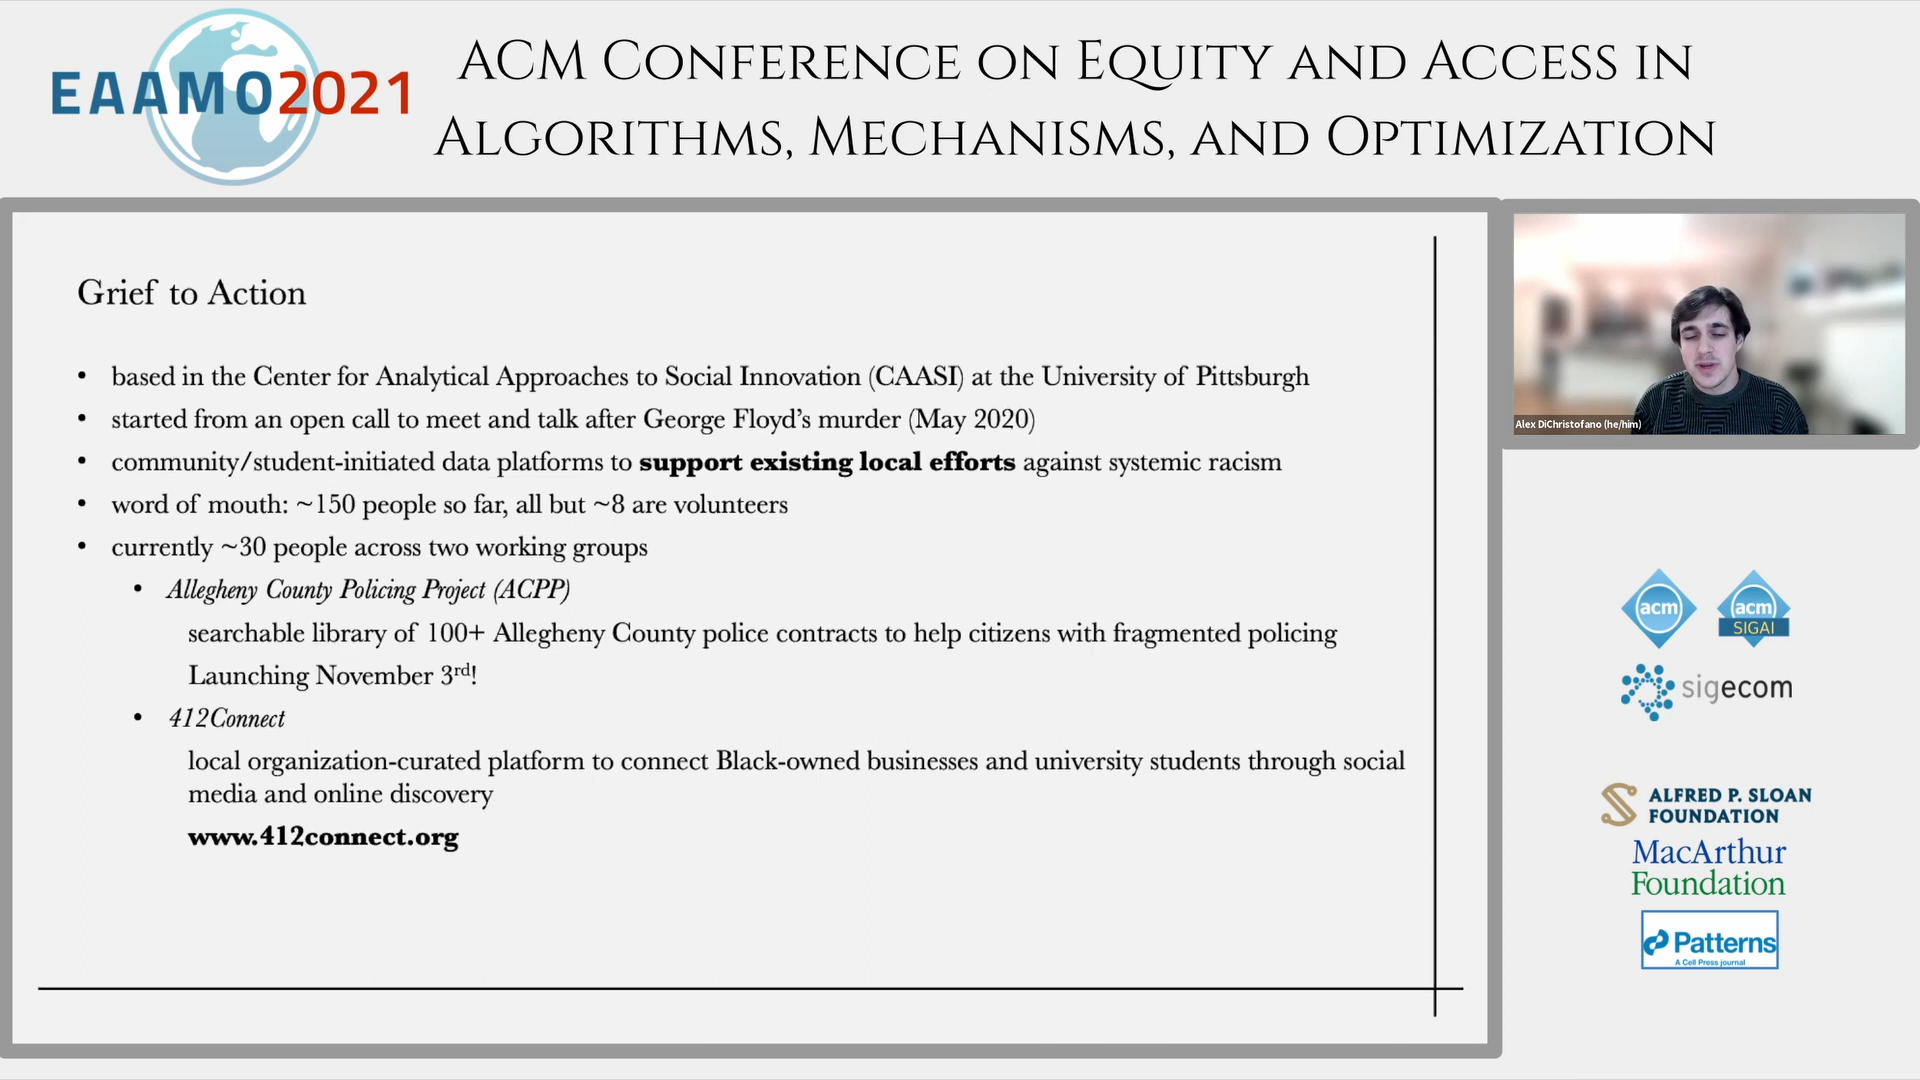 EAAMO2021
ACM Conference on Equity and Access in
Algorithms, Mechanisms, and Optimization
Grief to Action
• based in the Center for Analytical Approaches to Social Innovation (CAASI) at the University of Pittsburgh
• started from an open call to meet and talk after George Floyd’s murder (May 2020)
• community/student-initiated data platforms to support existing local efforts against systemic racism
• word of mouth: ~150 people so far, all but ~8 are volunteers
• currently ~30 people across two working groups
• Allegheny County Policing Project (ACPP)
searchable library of 100+ Allegheny County police contracts to help citizens with fragmented policing
Launching November 3rd!
• 412Connect
local organization-curated platform to connect Black-owned businesses and university students through social
media and online discovery
www.412connect.org
Alex DiChristofano (he/him)
acm
acm
SIGAI
sigecom
ALFRED P. SLOAN
FOUNDATION
MacArthur
Foundation
Patterns
A Cell Press journal